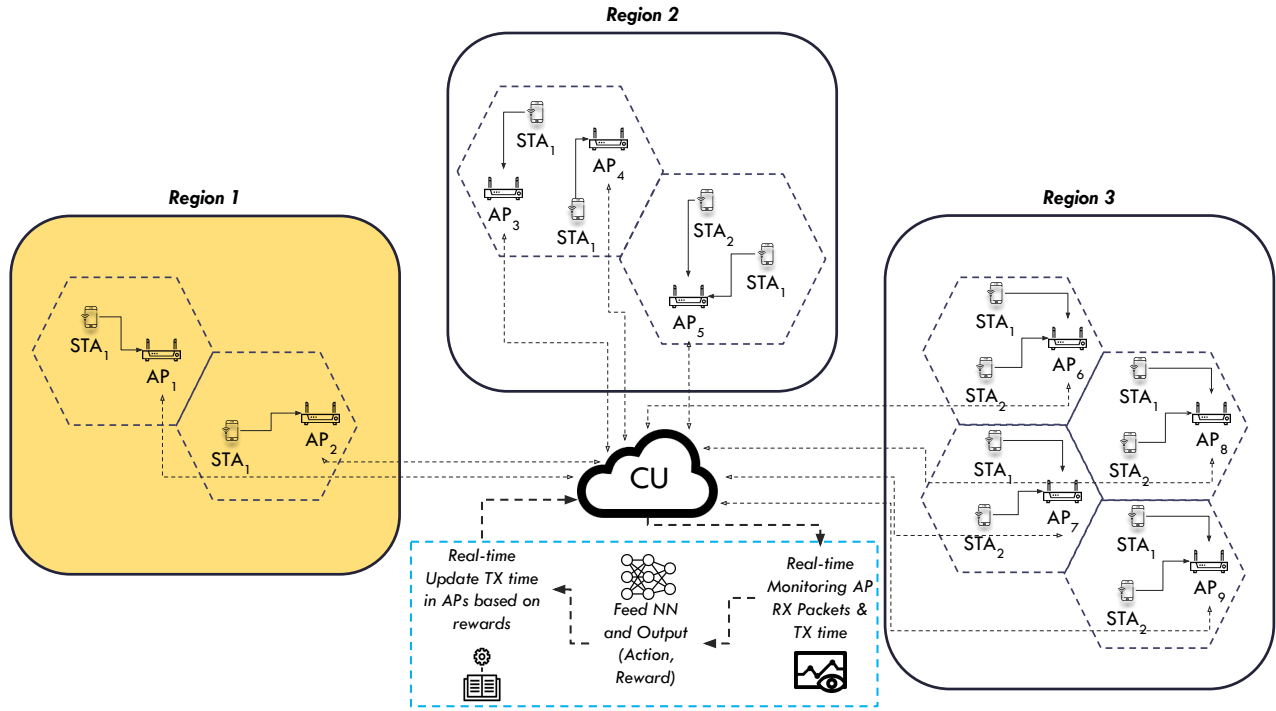 Region 2
STA1
AP4
AP3
STA1
STA2
STA1
AP5
Region 1
STA1
AP1
STA1
AP2
Region 3
STA1
AP6
STA2
STA1
AP8
STA2
STA1
AP7
STA2
STA1
AP9
STA2
CU
Real-time
Update TX time
in APs based on
rewards
Feed NN
and Output
(Action,
Reward)
Real-time
Monitoring AP
RX Packets &
TX time